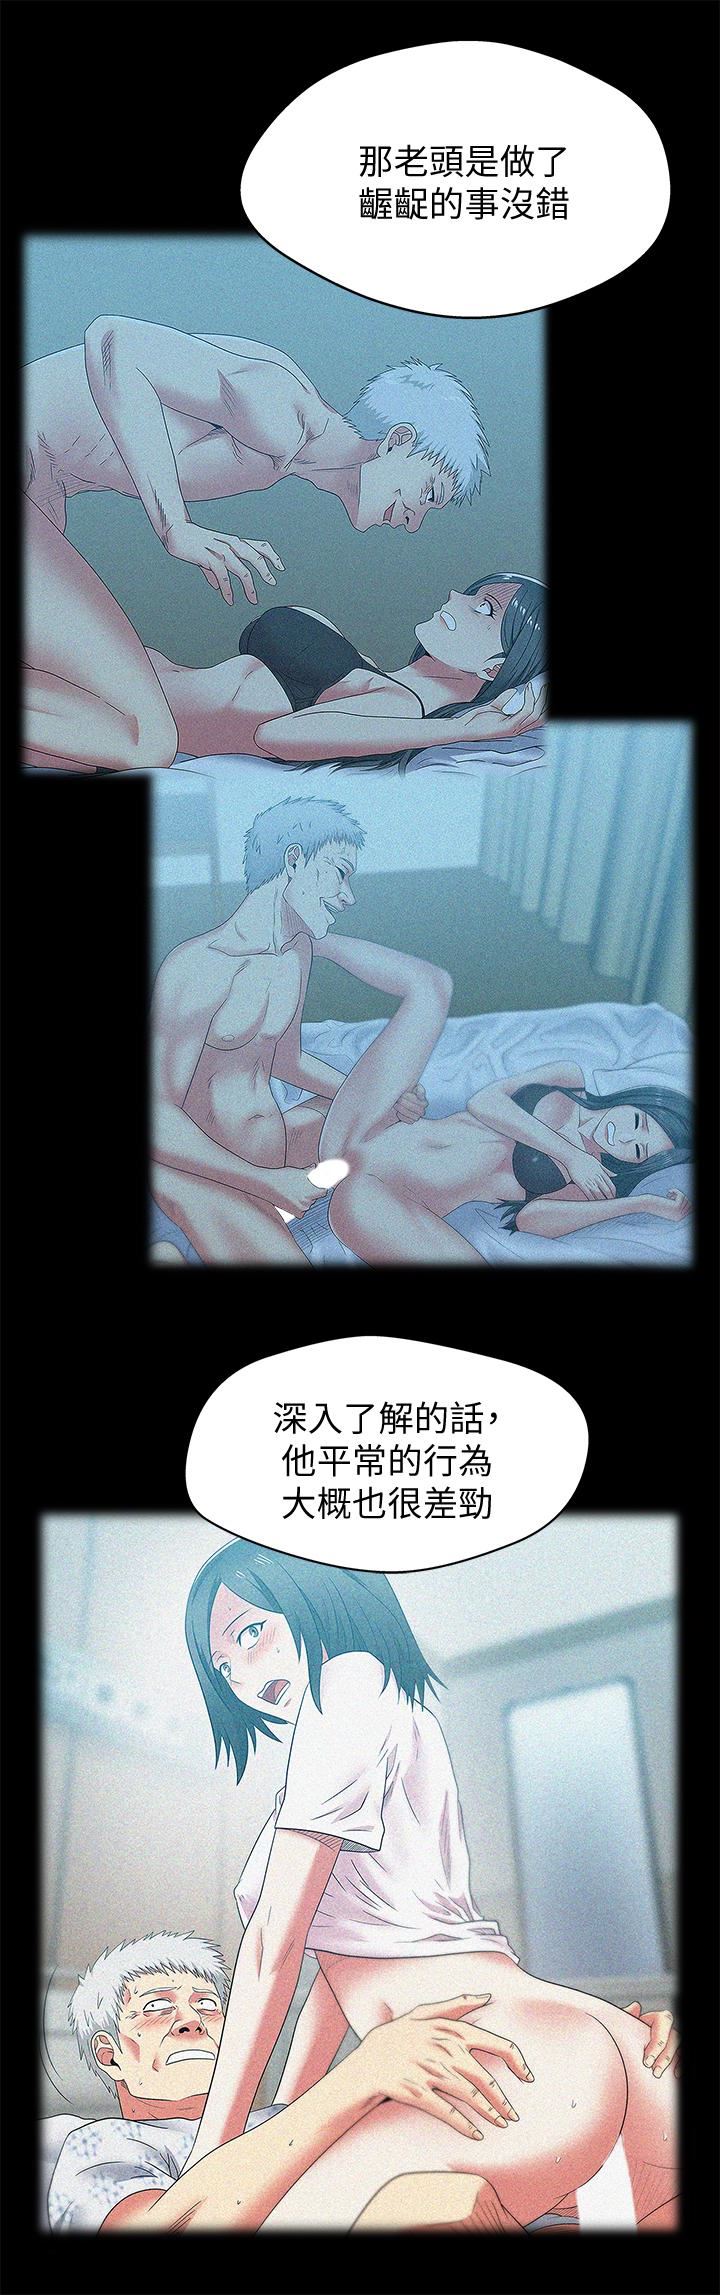 那老頭是做了
齷齪的事沒錯
深入了解的話，
他平常的行為
大概也很差勁